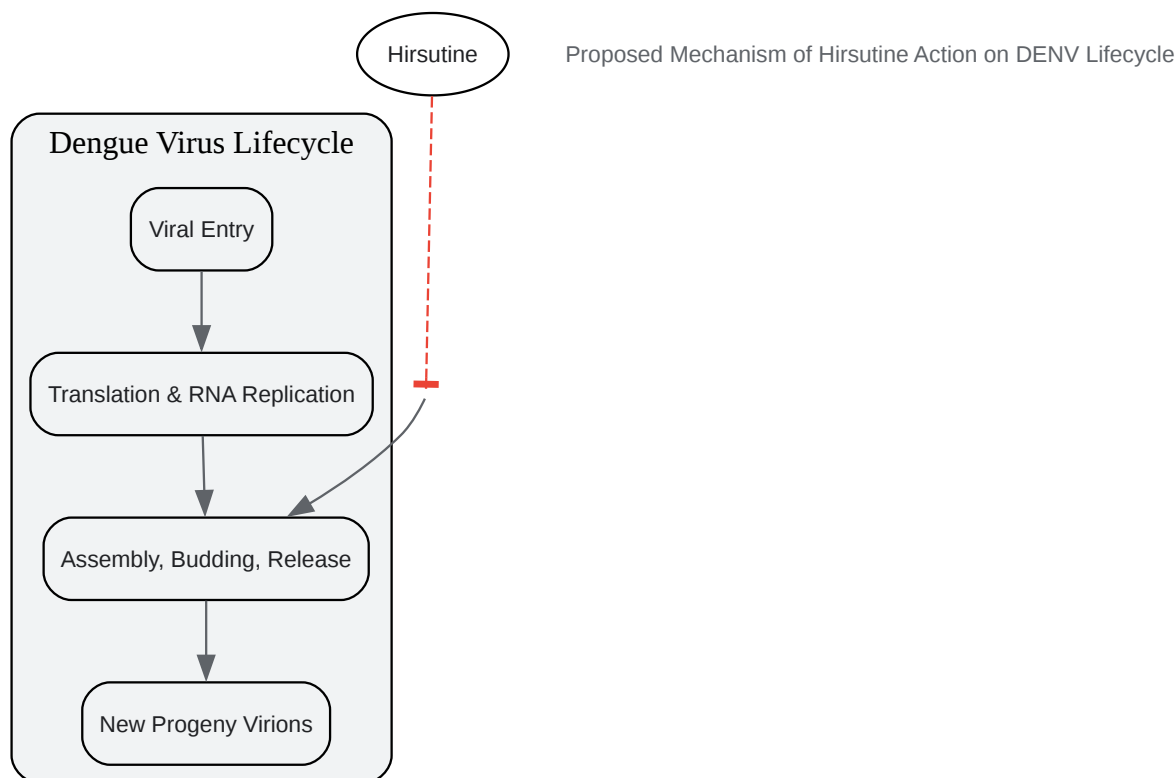 Hirsutine
Proposed Mechanism of Hirsutine Action on DENV Lifecycle
Dengue Virus Lifecycle
Viral Entry
Translation & RNA Replication
Assembly, Budding, Release
New Progeny Virions